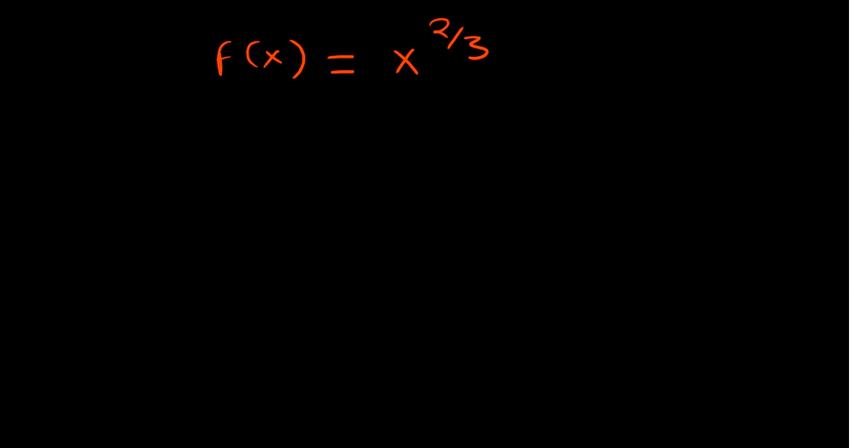 f(x) = x^{2/3}